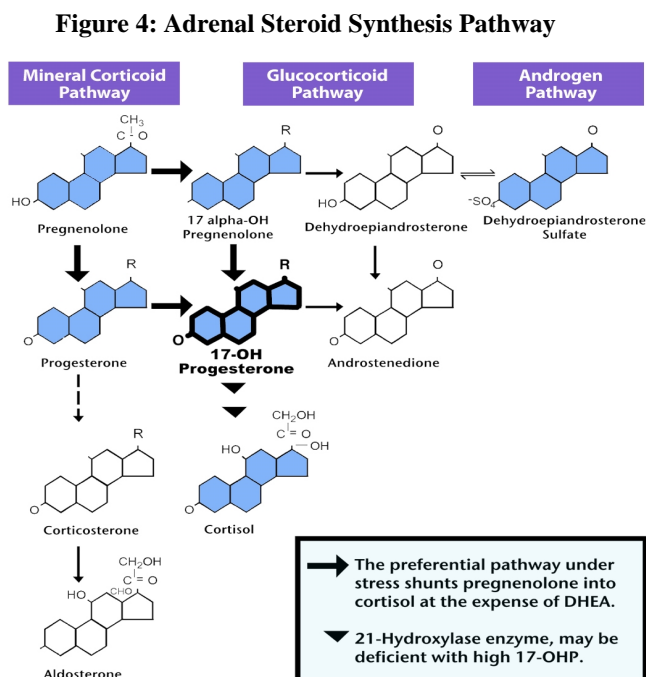 Figure 4: Adrenal Steroid Synthesis Pathway
Mineral Corticoid
Pathway
Glucocorticoid
Pathway
Androgen
Pathway
CH3
C - O
HO
Pregnenolone
R
17 alpha-OH
Pregnenolone
O
HO
Dehydroepiandrosterone
O
-SO4
Dehydroepiandrosterone
Sulfate
R
O
Progesterone
R
O
17-OH
Progesterone
O
O
Androstenedione
R
O
Corticosterone
CH2OH
C = O
OH
HO
O
Cortisol
CH2OH
C = O
CHO
HO
Aldosterone
The preferential pathway under
stress shunts pregnenolone into
cortisol at the expense of DHEA.
21-Hydroxylase enzyme, may be
deficient with high 17-OHP.